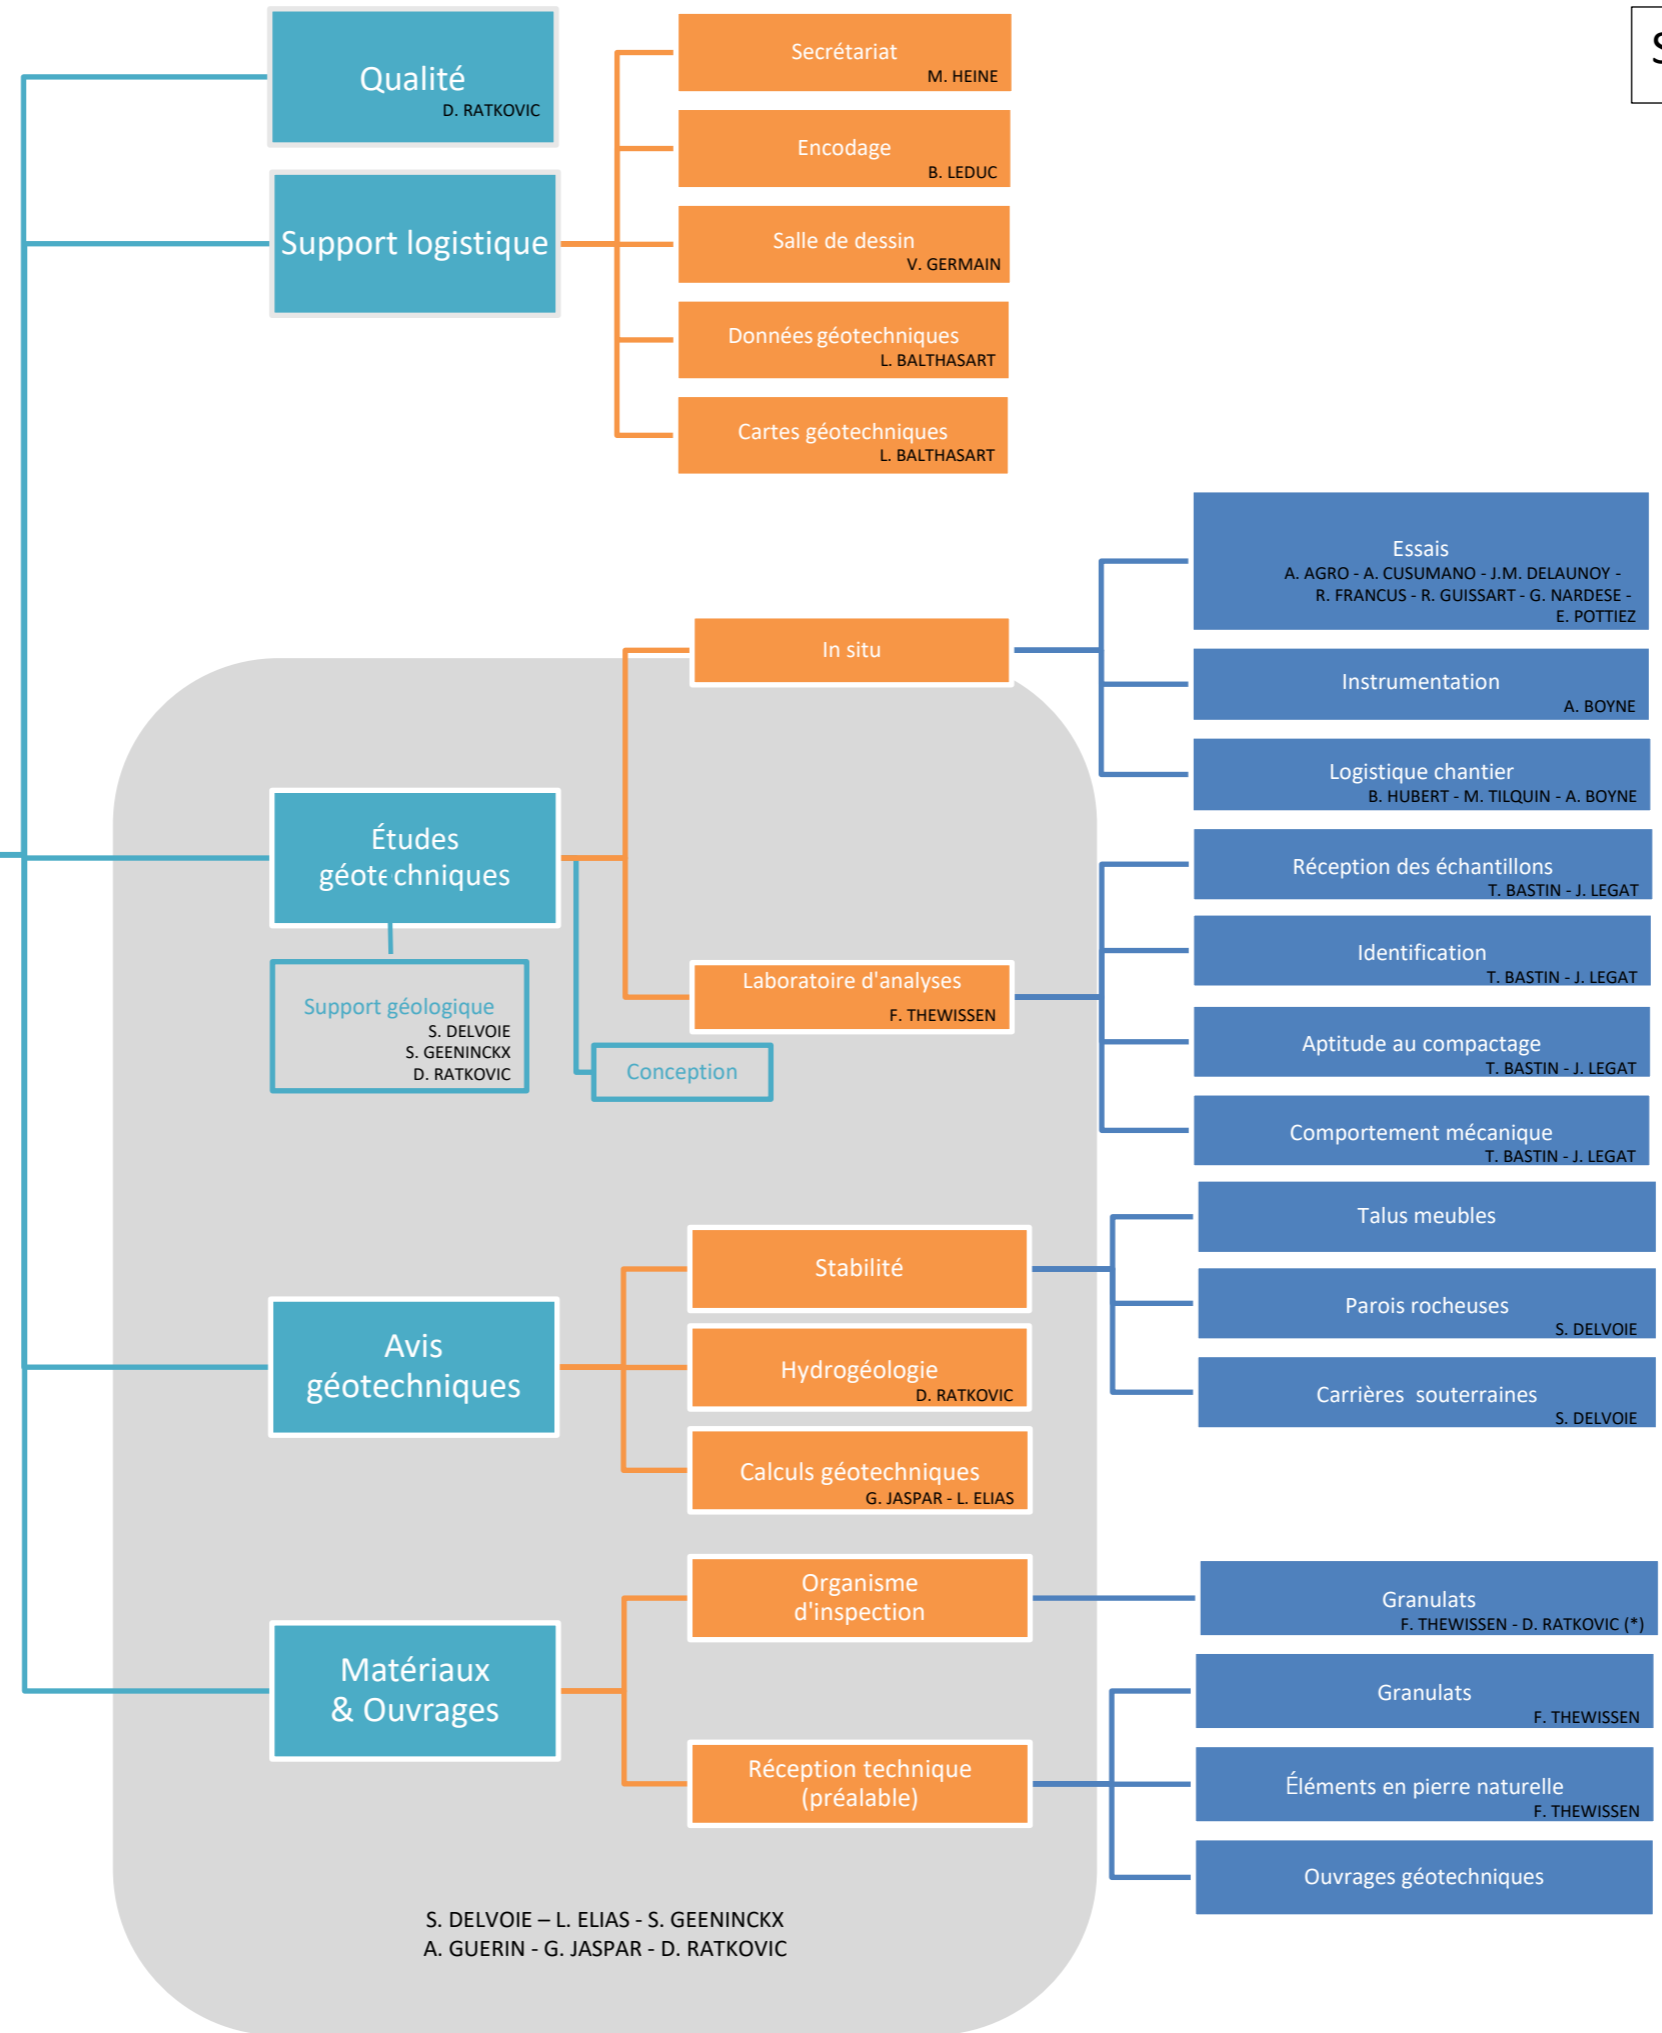 Qualité
D. RATKOVIC
Support logistique
Secrétariat
M. HEINE
Encodage
B. LEDUC
Salle de dessin
V. GERMAIN
Données géotechniques
L. BALTHASART
Cartes géotechniques
L. BALTHASART
S
Études
géotechniques
Support géologique
S. DELVOIE
S. GEENINCKX
D. RATKOVIC
Conception
In situ
Essais
A. AGRO - A. CUSUMANO - J.M. DELAUNOY -
R. FRANCUS - R. GUISSART - G. NARDESE -
E. POTTIEZ
Instrumentation
A. BOYNE
Logistique chantier
B. HUBERT - M. TILQUIN - A. BOYNE
Laboratoire d'analyses
F. THEWISSEN
Réception des échantillons
T. BASTIN - J. LEGAT
Identification
T. BASTIN - J. LEGAT
Aptitude au compactage
T. BASTIN - J. LEGAT
Comportement mécanique
T. BASTIN - J. LEGAT
Avis
géotechniques
Stabilité
Talus meubles
Parois rocheuses
S. DELVOIE
Carrières souterraines
S. DELVOIE
Hydrogéologie
D. RATKOVIC
Calculs géotechniques
G. JASPAR - L. ELIAS
Matériaux
& Ouvrages
Organisme
d'inspection
Granulats
F. THEWISSEN - D. RATKOVIC (*)
Réception technique
(préalable)
Granulats
F. THEWISSEN
Éléments en pierre naturelle
F. THEWISSEN
Ouvrages géotechniques
S. DELVOIE – L. ELIAS - S. GEENINCKX
A. GUERIN - G. JASPAR - D. RATKOVIC